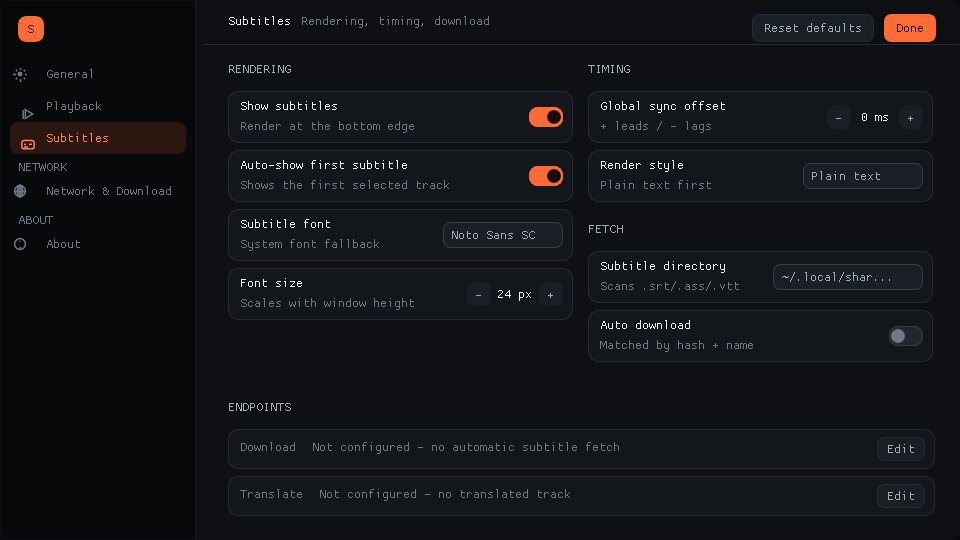 S
General
Playback
Subtitles
NETWORK
Network & Download
ABOUT
About
Subtitles Rendering, timing, download
Reset defaults
Done
RENDERING
Show subtitles
Render at the bottom edge
Auto-show first subtitle
Shows the first selected track
Subtitle font
System font fallback
Noto Sans SC
Font size
Scales with window height
- 24 px +
TIMING
Global sync offset
+ leads / - lags
- 0 ms +
Render style
Plain text first
Plain text
FETCH
Subtitle directory
Scans .srt/.ass/.vtt
~/.local/shar...
Auto download
Matched by hash + name
ENDPOINTS
Download Not configured - no automatic subtitle fetch
Edit
Translate Not configured - no translated track
Edit